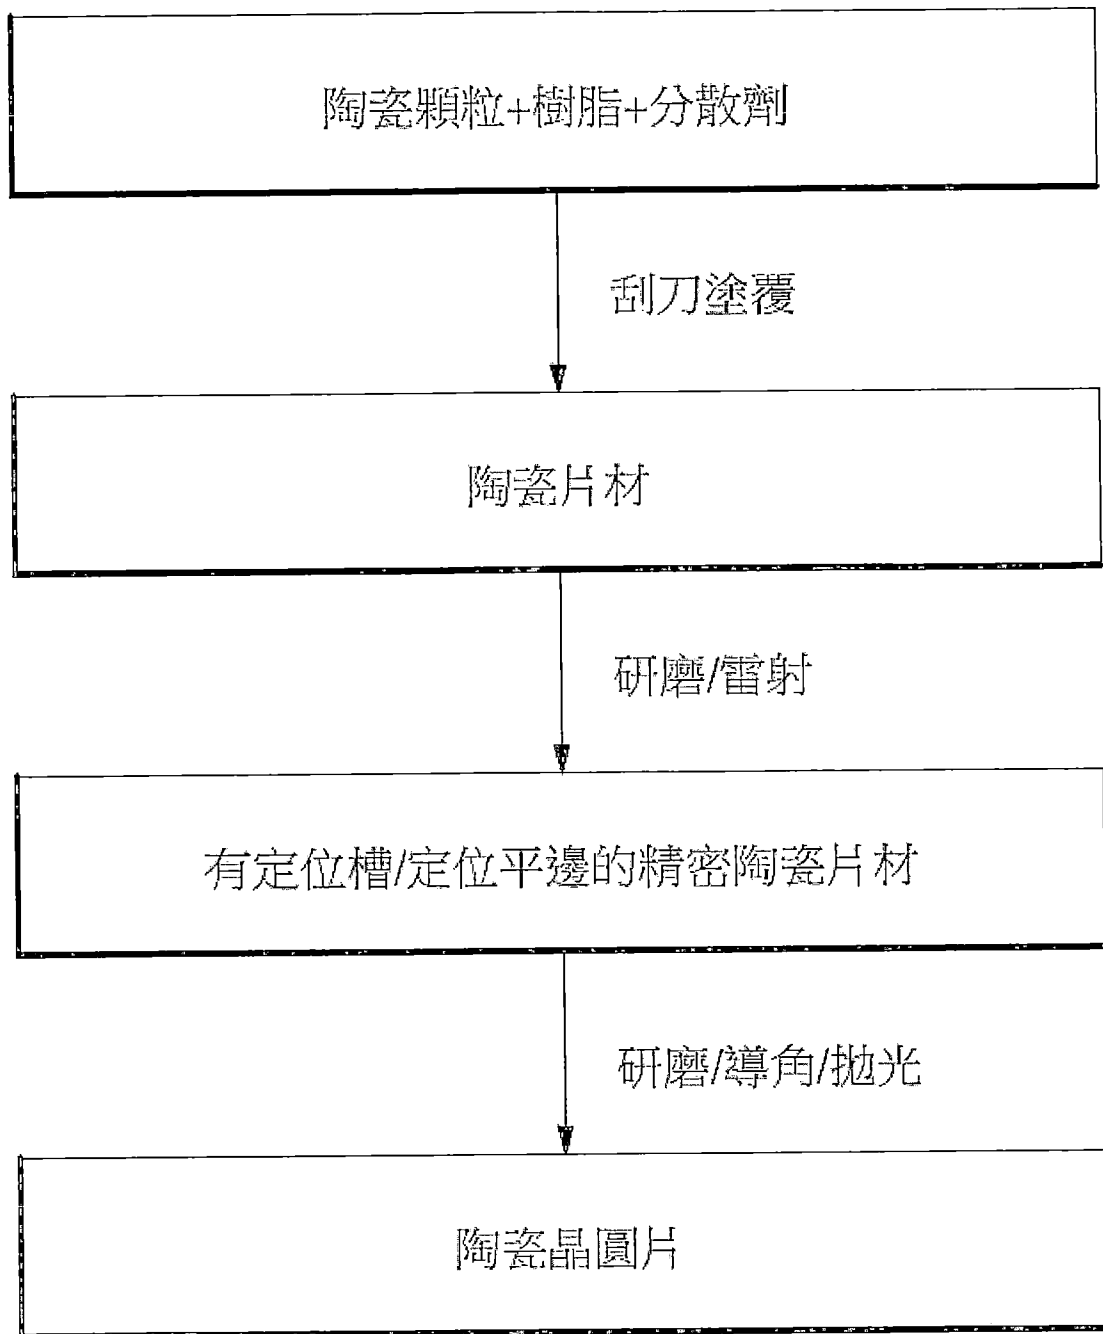 陶瓷顆粒+樹脂+分散劑
刮刀塗覆
陶瓷片材
研磨/雷射
有定位槽/定位平邊的精密陶瓷片材
研磨/導角/拋光
陶瓷晶圓片